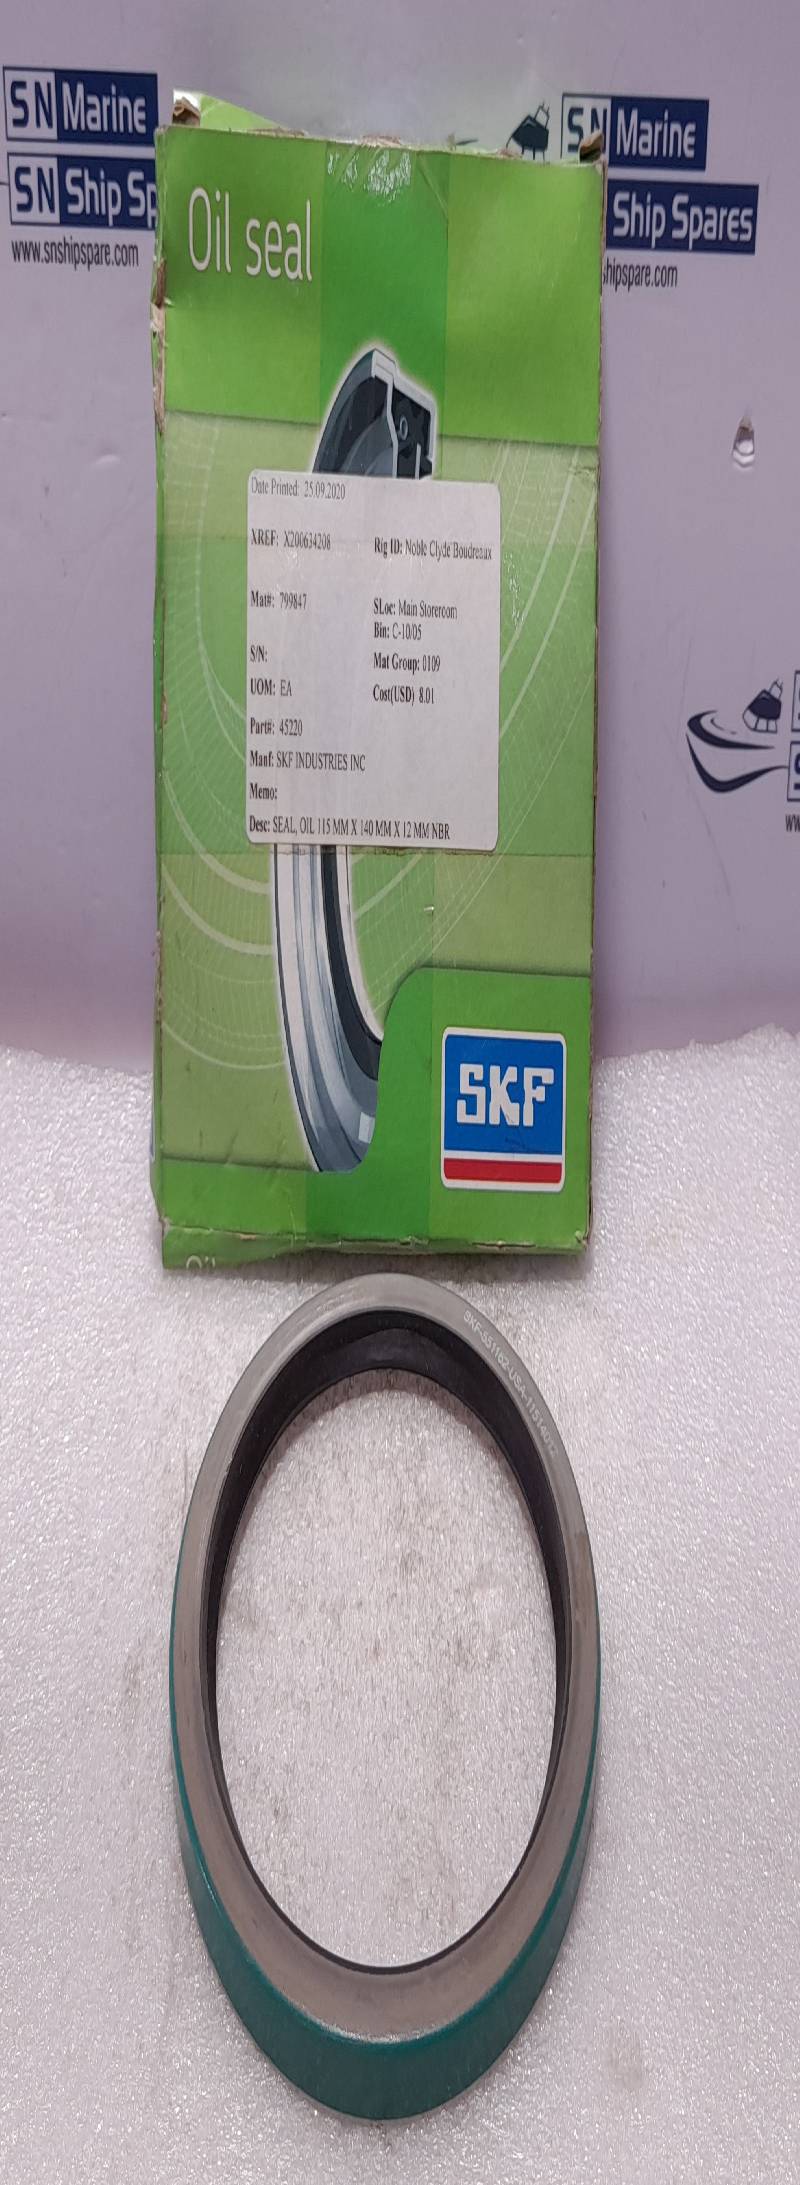 SN Marine
SN Ship Sp
www.snshipspare.com
SN Marine
Ship Spares
shipspare.com
Oil seal
Date Printed: 25.09.2020
XREF: X200634208
Rig ID: Noble Clyde Boudreaux
Mat#: 799847
SLoc: Main Storeroom
Bin: C-10/05
S/N:
Mat Group: 0109
UOM: EA
Cost(USD) 8.01
Part#: 45220
Manf: SKF INDUSTRIES INC
Memo:
Desc: SEAL, OIL 115 MM X 140 MM X 12 MM NBR
SKF